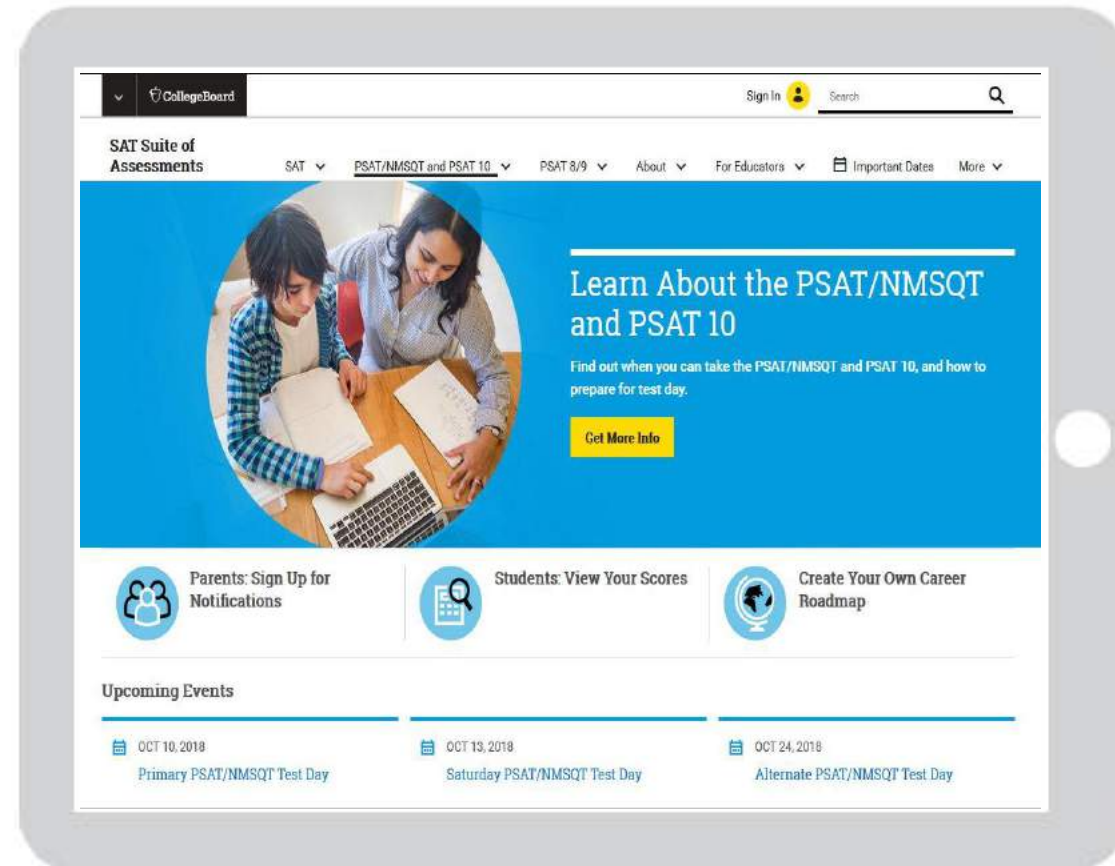 CollegeBoard
Sign In
Search
SAT Suite of
Assessments
SAT
PSAT/NMSQT and PSAT 10
PSAT 8/9
About
For Educators
Important Dates
More
Learn About the PSAT/NMSQT
and PSAT 10
Find out when you can take the PSAT/NMSQT and PSAT 10, and how to
prepare for test day.
Get More Info
Parents: Sign Up for
Notifications
Students: View Your Scores
Create Your Own Career
Roadmap
Upcoming Events
OCT 10, 2018
Primary PSAT/NMSQT Test Day
OCT 13, 2018
Saturday PSAT/NMSQT Test Day
OCT 24, 2018
Alternate PSAT/NMSQT Test Day